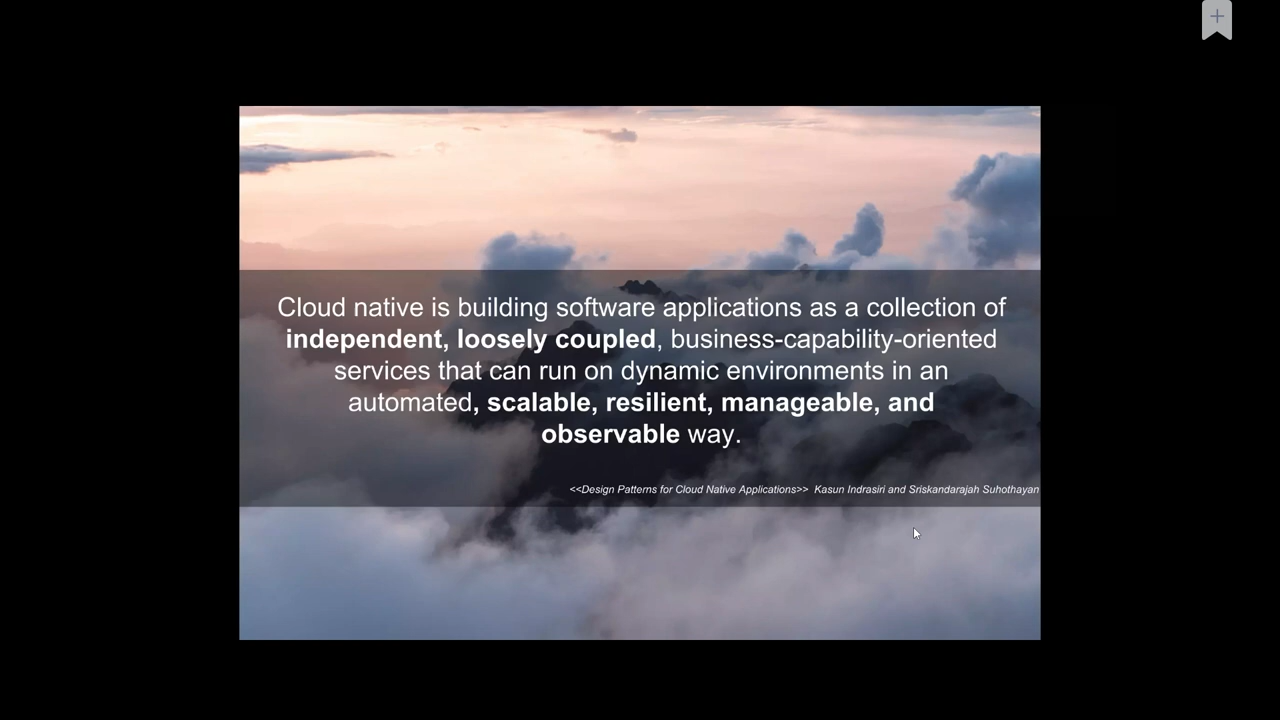 Cloud native is building software applications as a collection of
independent, loosely coupled, business-capability-oriented
services that can run on dynamic environments in an
automated, scalable, resilient, manageable, and
observable way.
<<Design Patterns for Cloud Native Applications>> Kasun Indrasiri and Sriskandarajah Suhothayan